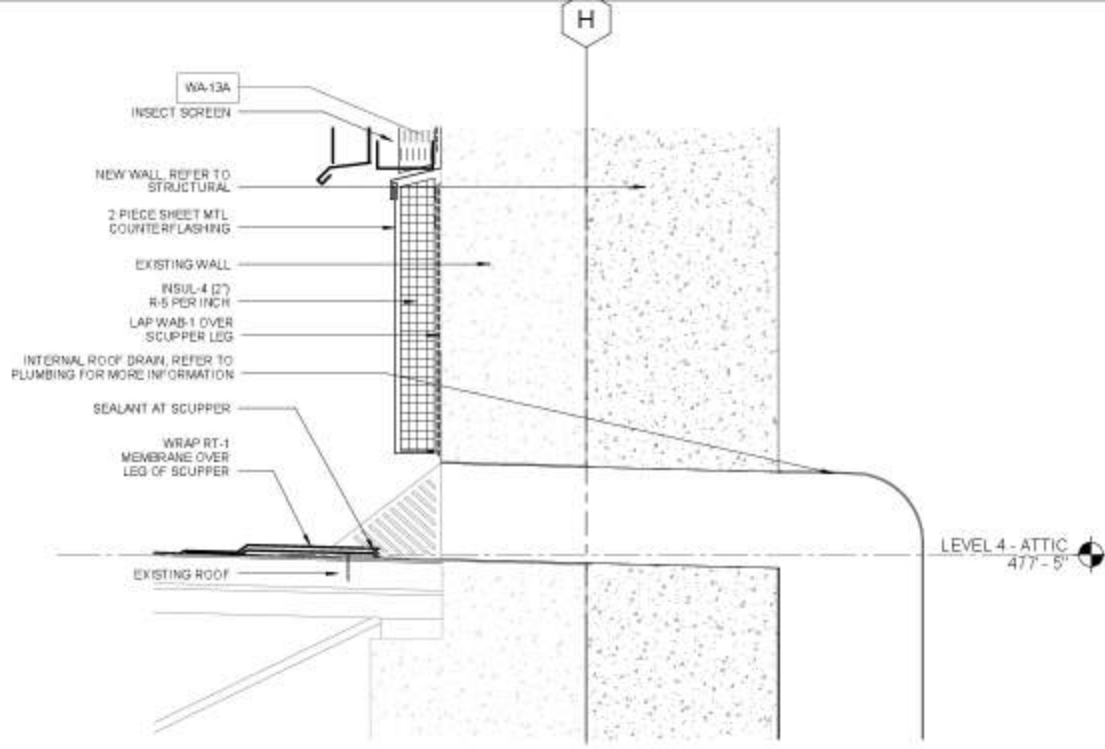 H
WA-13A
INSECT SCREEN
NEW WALL, REFER TO
STRUCTURAL
2 PIECE SHEET MTL
COUNTERFLASHING
EXISTING WALL
INSUL-4 (2")
R-5 PER INCH
LAP WAB-1 OVER
SCUPPER LEG
INTERNAL ROOF DRAIN, REFER TO
PLUMBING FOR MORE INFORMATION
SEALANT AT SCUPPER
WRAP RT-1
MEMBRANE OVER
LEG OF SCUPPER
EXISTING ROOF
LEVEL 4 - ATTIC
477' - 5"